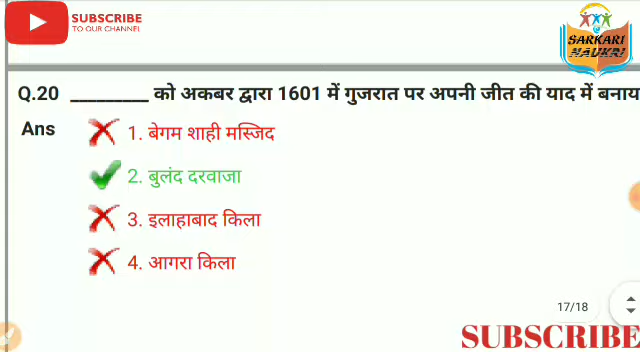 SUBSCRIBE
TO OUR CHANNEL
SARKARI
NAUKRI
Q.20 __________ को अकबर द्वारा 1601 में गुजरात पर अपनी जीत की याद में बनाय
Ans
1. बेगम शाही मस्जिद
2. बुलंद दरवाजा
3. इलाहाबाद किला
4. आगरा किला
17/18
SUBSCRIBE